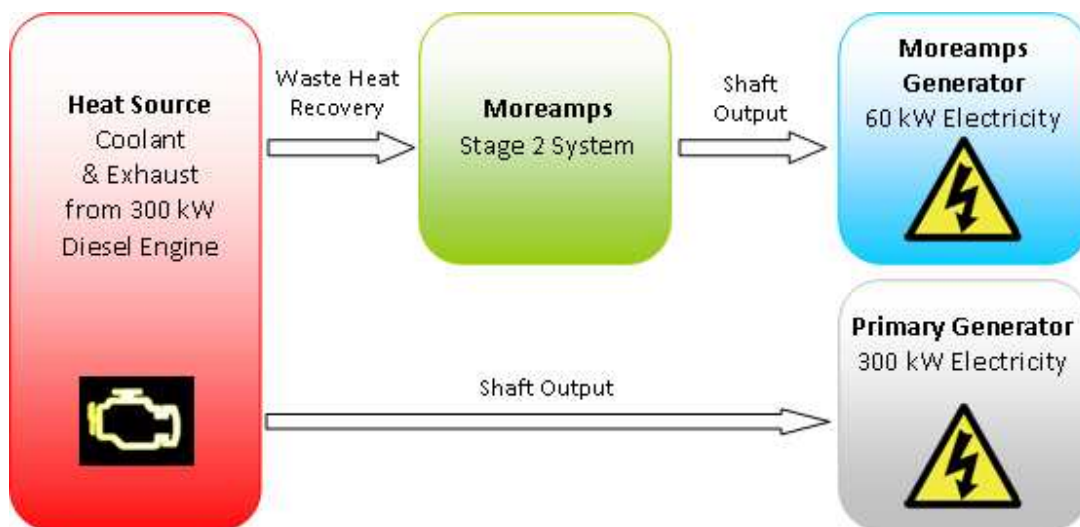 Heat Source
Coolant
& Exhaust
from 300 kW
Diesel Engine
Waste Heat
Recovery
Moreamps
Stage 2 System
Shaft
Output
Moreamps
Generator
60 kW Electricity
Shaft Output
Primary Generator
300 kW Electricity